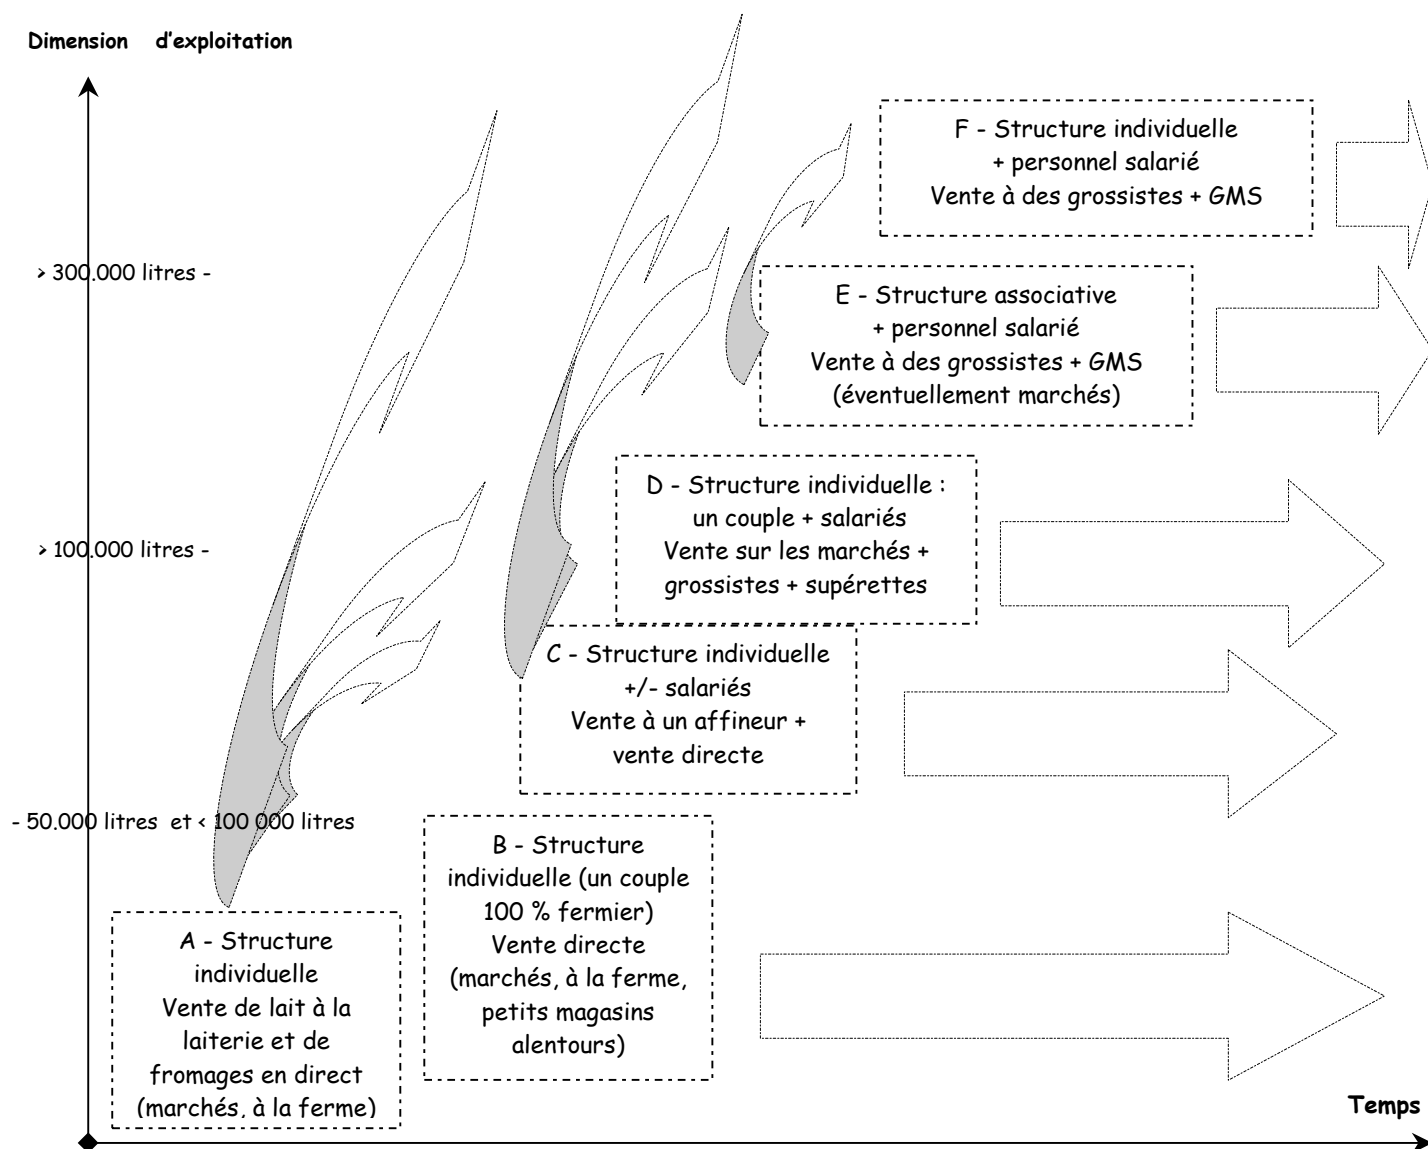 Dimension d'exploitation
F - Structure individuelle
+ personnel salarié
Vente à des grossistes + GMS
> 300.000 litres -
E - Structure associative
+ personnel salarié
Vente à des grossistes + GMS
(éventuellement marchés)
D - Structure individuelle :
un couple + salariés
Vente sur les marchés +
grossistes + supérettes
> 100.000 litres -
C - Structure individuelle
+/- salariés
Vente à un affineur +
vente directe
- 50.000 litres et < 100 000 litres
B - Structure
individuelle (un couple
100 % fermier)
Vente directe
(marchés, à la ferme,
petits magasins
alentours)
A - Structure
individuelle
Vente de lait à la
laiterie et de
fromages en direct
(marchés, à la ferme)
Temps